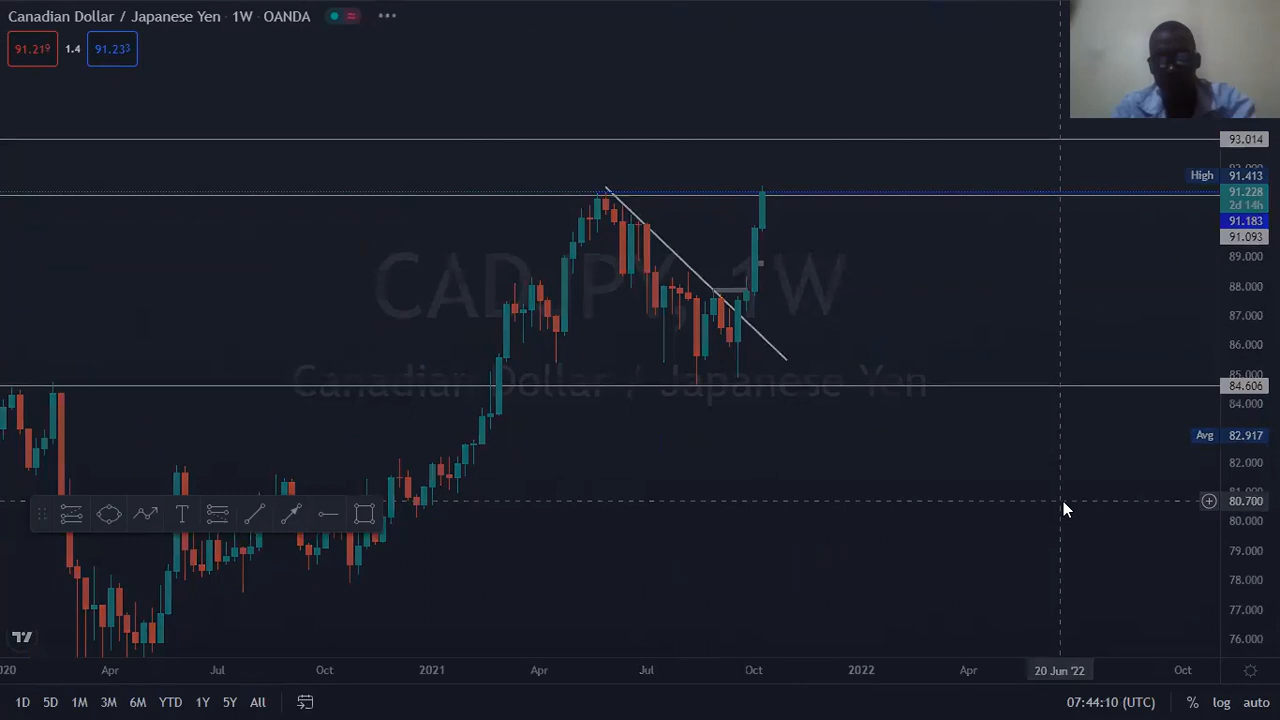 Canadian Dollar / Japanese Yen · 1W · OANDA
91.219 1.4 91.233
93.014
High 91.413
91.228
2d 14h
91.183
91.093
89.000
88.000
87.000
86.000
85.000
84.606
84.000
Avg 82.917
82.000
81.000
80.700
80.000
79.000
78.000
77.000
76.000
CADJPY, 1W
Canadian Dollar / Japanese Yen
T
2020 Apr Jul Oct 2021 Apr Jul Oct 2022 Apr 20 Jun '22 Oct
1D 5D 1M 3M 6M YTD 1Y 5Y All 07:44:10 (UTC) % log auto